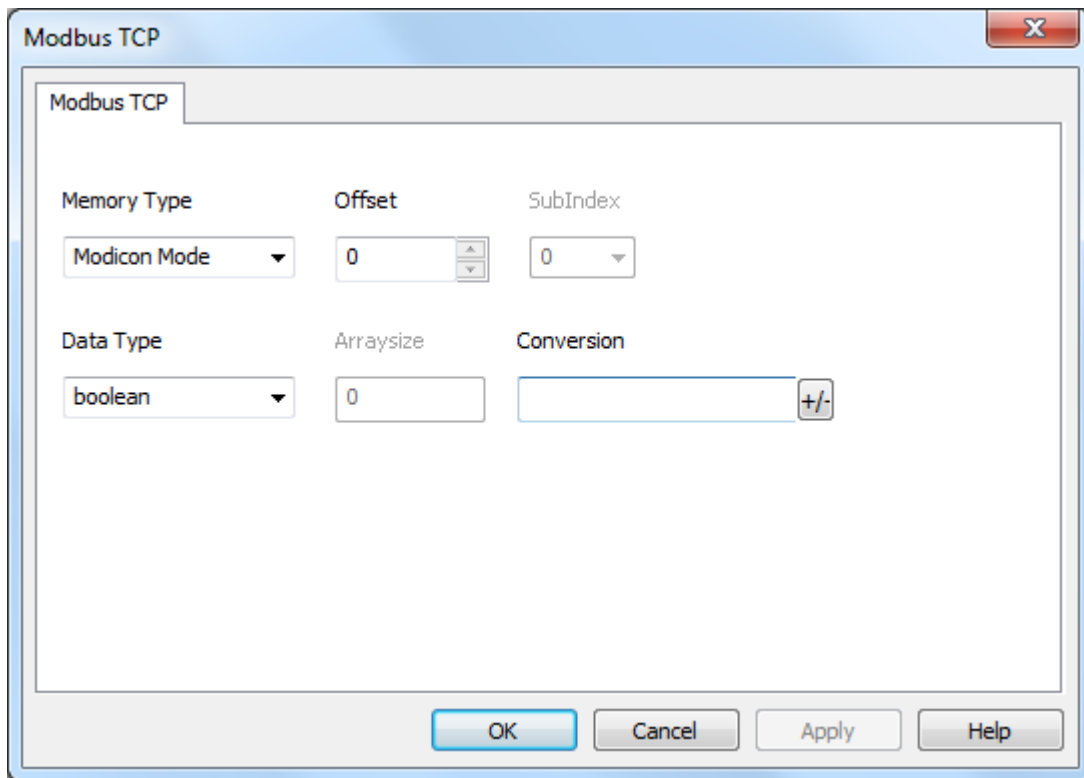 Modbus TCP
Modbus TCP
Memory Type Offset SubIndex
Modicon Mode 0 0
Data Type Arraysize Conversion
boolean 0 +/-
OK Cancel Apply Help